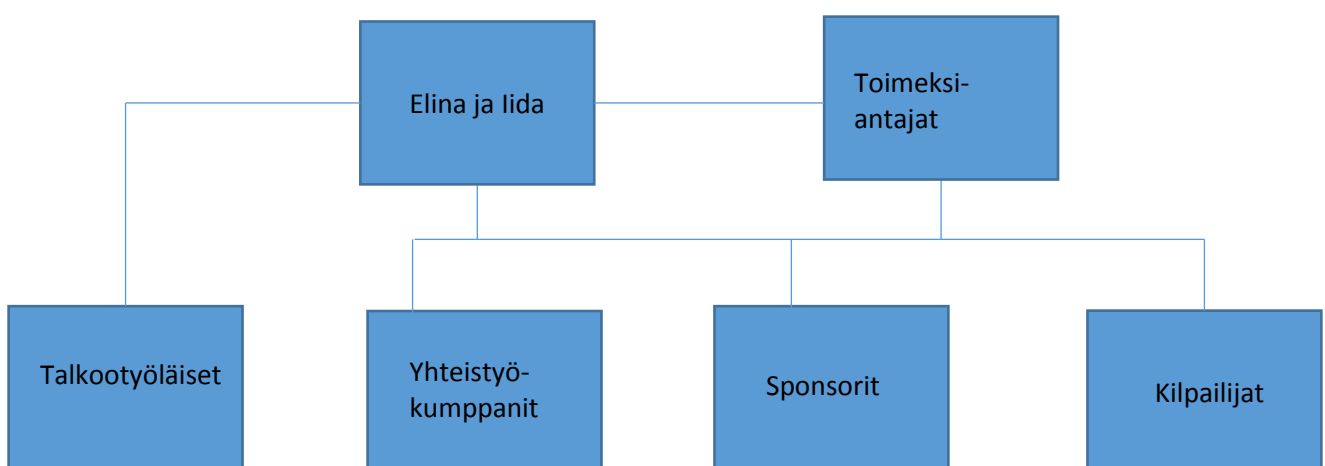 Elina ja Iida
Toimeksi-
antajat
Talkootyöläiset
Yhteistyö-
kumppanit
Sponsorit
Kilpailijat